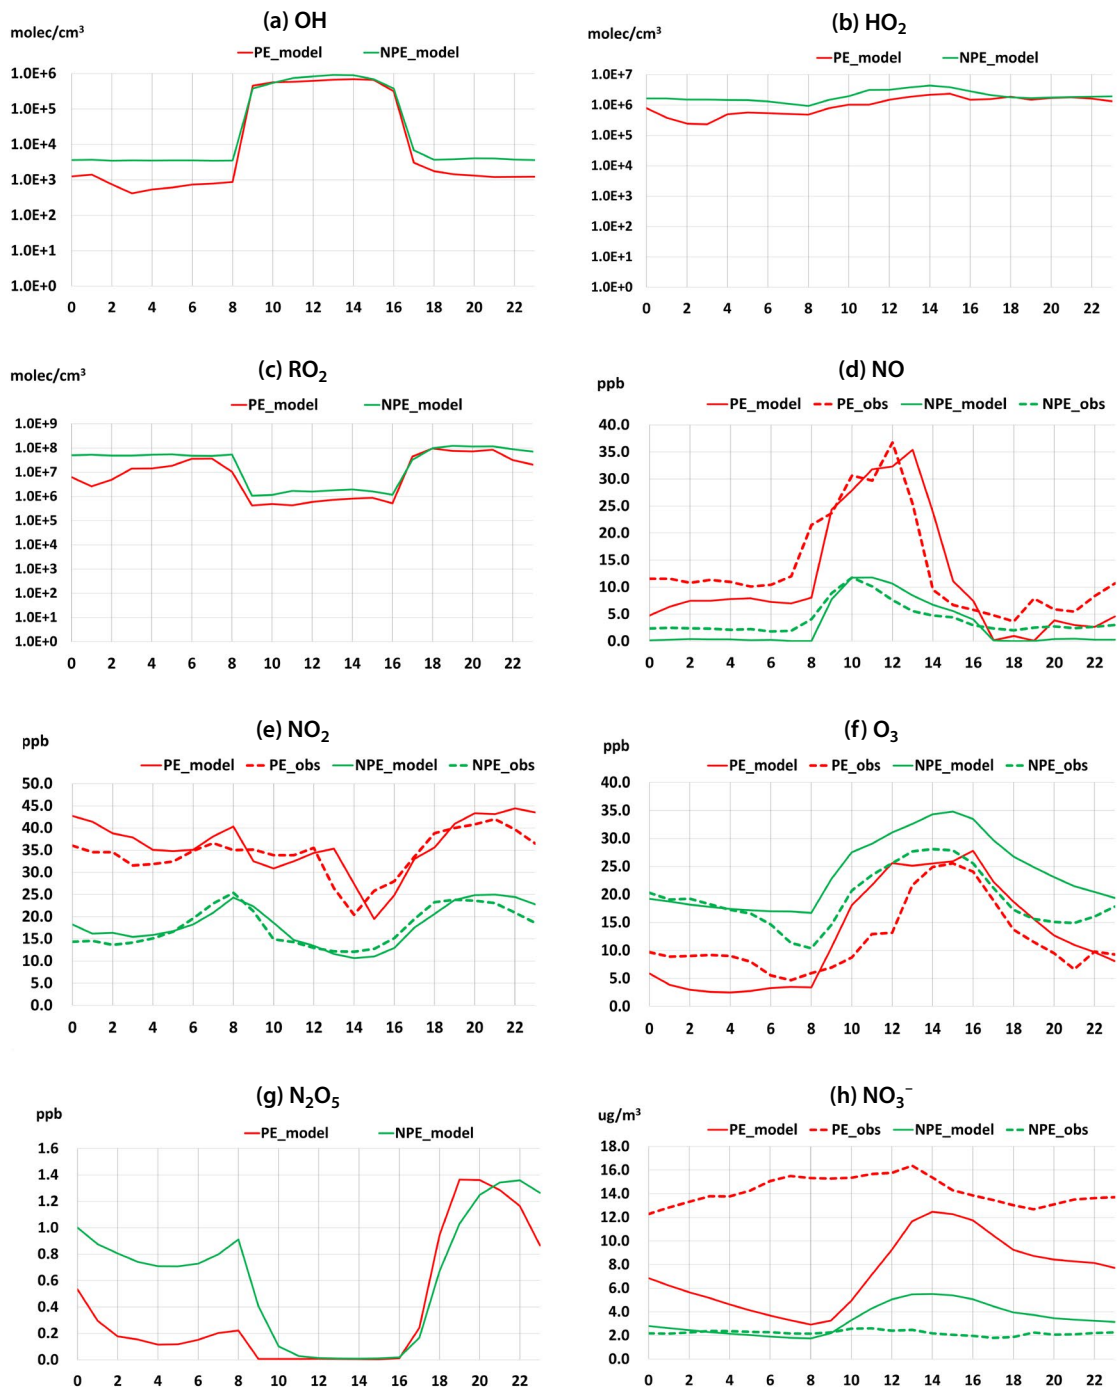 (a) OH
molec/cm³
PE_model NPE_model
1.0E+6
1.0E+5
1.0E+4
1.0E+3
1.0E+2
1.0E+1
1.0E+0
0 2 4 6 8 10 12 14 16 18 20 22
(b) HO₂
molec/cm³
PE_model NPE_model
1.0E+7
1.0E+6
1.0E+5
1.0E+4
1.0E+3
1.0E+2
1.0E+1
1.0E+0
0 2 4 6 8 10 12 14 16 18 20 22
(c) RO₂
molec/cm³
PE_model NPE_model
1.0E+9
1.0E+8
1.0E+7
1.0E+6
1.0E+5
1.0E+4
1.0E+3
1.0E+2
1.0E+1
1.0E+0
0 2 4 6 8 10 12 14 16 18 20 22
(d) NO
ppb
PE_model PE_obs NPE_model NPE_obs
40.0
35.0
30.0
25.0
20.0
15.0
10.0
5.0
0.0
0 2 4 6 8 10 12 14 16 18 20 22
(e) NO₂
ppb
PE_model PE_obs NPE_model NPE_obs
50.0
45.0
40.0
35.0
30.0
25.0
20.0
15.0
10.0
5.0
0.0
0 2 4 6 8 10 12 14 16 18 20 22
(f) O₃
ppb
PE_model PE_obs NPE_model NPE_obs
40.0
35.0
30.0
25.0
20.0
15.0
10.0
5.0
0.0
0 2 4 6 8 10 12 14 16 18 20 22
(g) N₂O₅
ppb
PE_model NPE_model
1.6
1.4
1.2
1.0
0.8
0.6
0.4
0.2
0.0
0 2 4 6 8 10 12 14 16 18 20 22
(h) NO₃⁻
ug/m³
PE_model PE_obs NPE_model NPE_obs
18.0
16.0
14.0
12.0
10.0
8.0
6.0
4.0
2.0
0.0
0 2 4 6 8 10 12 14 16 18 20 22